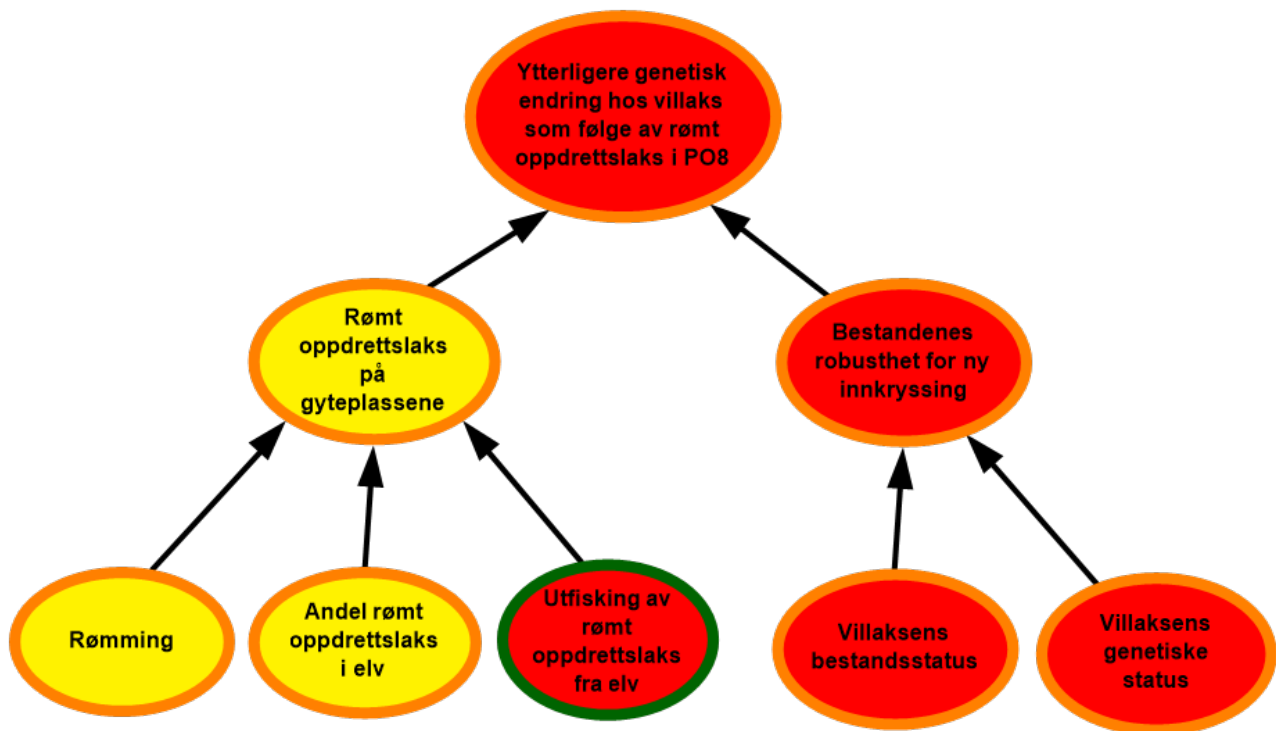 Ytterligere genetisk
endring hos villaks
som følge av rømt
oppdrettslaks i PO8
Rømt
oppdrettslaks
på
gyteplassene
Bestandenes
robusthet for ny
innkryssing
Rømming
Andel rømt
oppdrettslaks
i elv
Utfisking av
rømt
oppdrettslaks
fra elv
Villaksens
bestandsstatus
Villaksens
genetiske
status